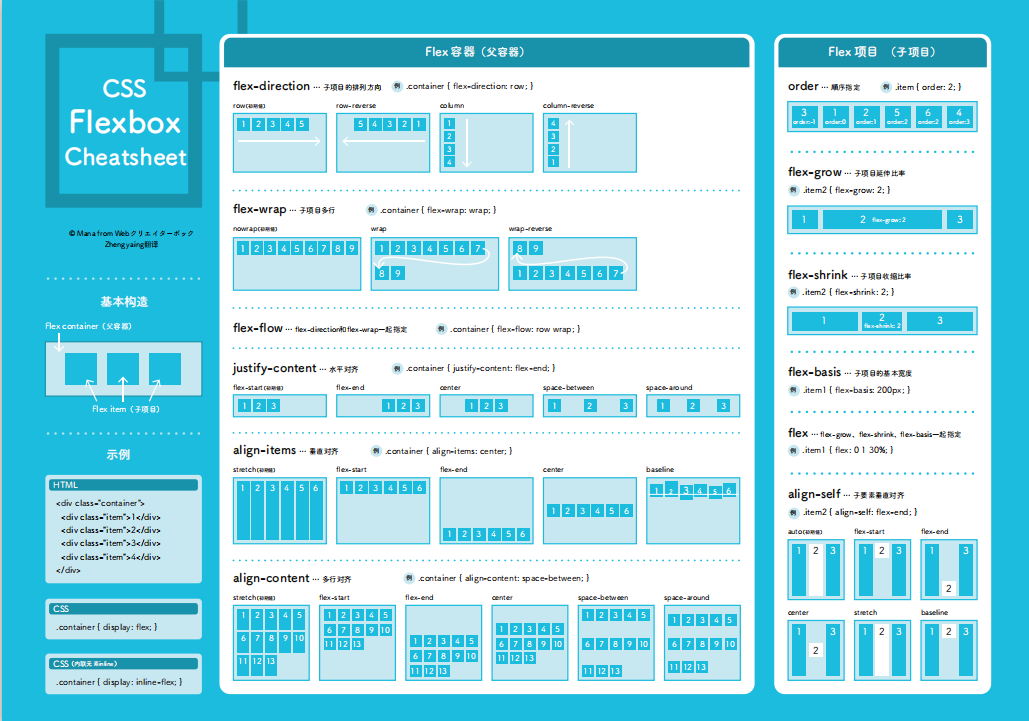 CSS
Flexbox
Cheatsheet
© Mana from Webクリエイターボックス
Zhengyaing翻译
基本构造
Flex container（父容器）
Flex item（子项目）
示例
HTML
<div class="container">
<div class="item">1</div>
<div class="item">2</div>
<div class="item">3</div>
<div class="item">4</div>
</div>
CSS
.container { display: flex; }
CSS（内联元素inline）
.container { display: inline-flex; }
Flex 容器（父容器）
flex-direction … 子项目的排列方向 例 .container { flex-direction: row; }
row(初期値) row-reverse column column-reverse
1 2 3 4 5
5 4 3 2 1
1
2
3
4
4
3
2
1
flex-wrap … 子项目多行 例 .container { flex-wrap: wrap; }
nowrap(初期値) wrap wrap-reverse
1 2 3 4 5 6 7 8 9
1 2 3 4 5 6 7
8 9
8 9
1 2 3 4 5 6 7
flex-flow … flex-direction和flex-wrap一起指定 例 .container { flex-flow: row wrap; }
justify-content … 水平对齐 例 .container { justify-content: flex-end; }
flex-start(初期値) flex-end center space-between space-around
1 2 3 1 2 3 1 2 3 1 2 3 1 2 3
align-items … 垂直对齐 例 .container { align-items: center; }
stretch(初期値) flex-start flex-end center baseline
1 2 3 4 5 6
1 2 3 4 5 6
1 2 3 4 5 6
1 2 3 4 5 6
1 2 3 4 5 6
align-content … 多行对齐 例 .container { align-content: space-between; }
stretch(初期値) flex-start flex-end center space-between space-around
1 2 3 4 5
6 7 8 9 10
11 12 13
1 2 3 4 5
6 7 8 9 10
11 12 13
1 2 3 4 5
6 7 8 9 10
11 12 13
1 2 3 4 5
6 7 8 9 10
11 12 13
1 2 3 4 5
6 7 8 9 10
11 12 13
1 2 3 4 5
6 7 8 9 10
11 12 13
Flex 项目 （子项目）
order … 顺序指定 例 .item { order: 2; }
3 1 2 5 6 4
order:-1 order:0 order:1 order:2 order:2 order:3
flex-grow … 子项目延伸比率
例 .item2 { flex-grow: 2; }
1 2 flex-grow: 2 3
flex-shrink … 子项目收缩比率
例 .item2 { flex-shrink: 2; }
1 2 3
flex-shrink: 2
flex-basis … 子项目的基本宽度
例 .item1 { flex-basis: 200px; }
flex … flex-grow、flex-shrink、flex-basis一起指定
例 .item1 { flex: 0 1 30%; }
align-self … 子要素垂直对齐
例 .item2 { align-self: flex-end; }
auto(初期値) flex-start flex-end
1 2 3 1 2 3 1 2 3
center stretch baseline
1 2 3 1 2 3 1 2 3